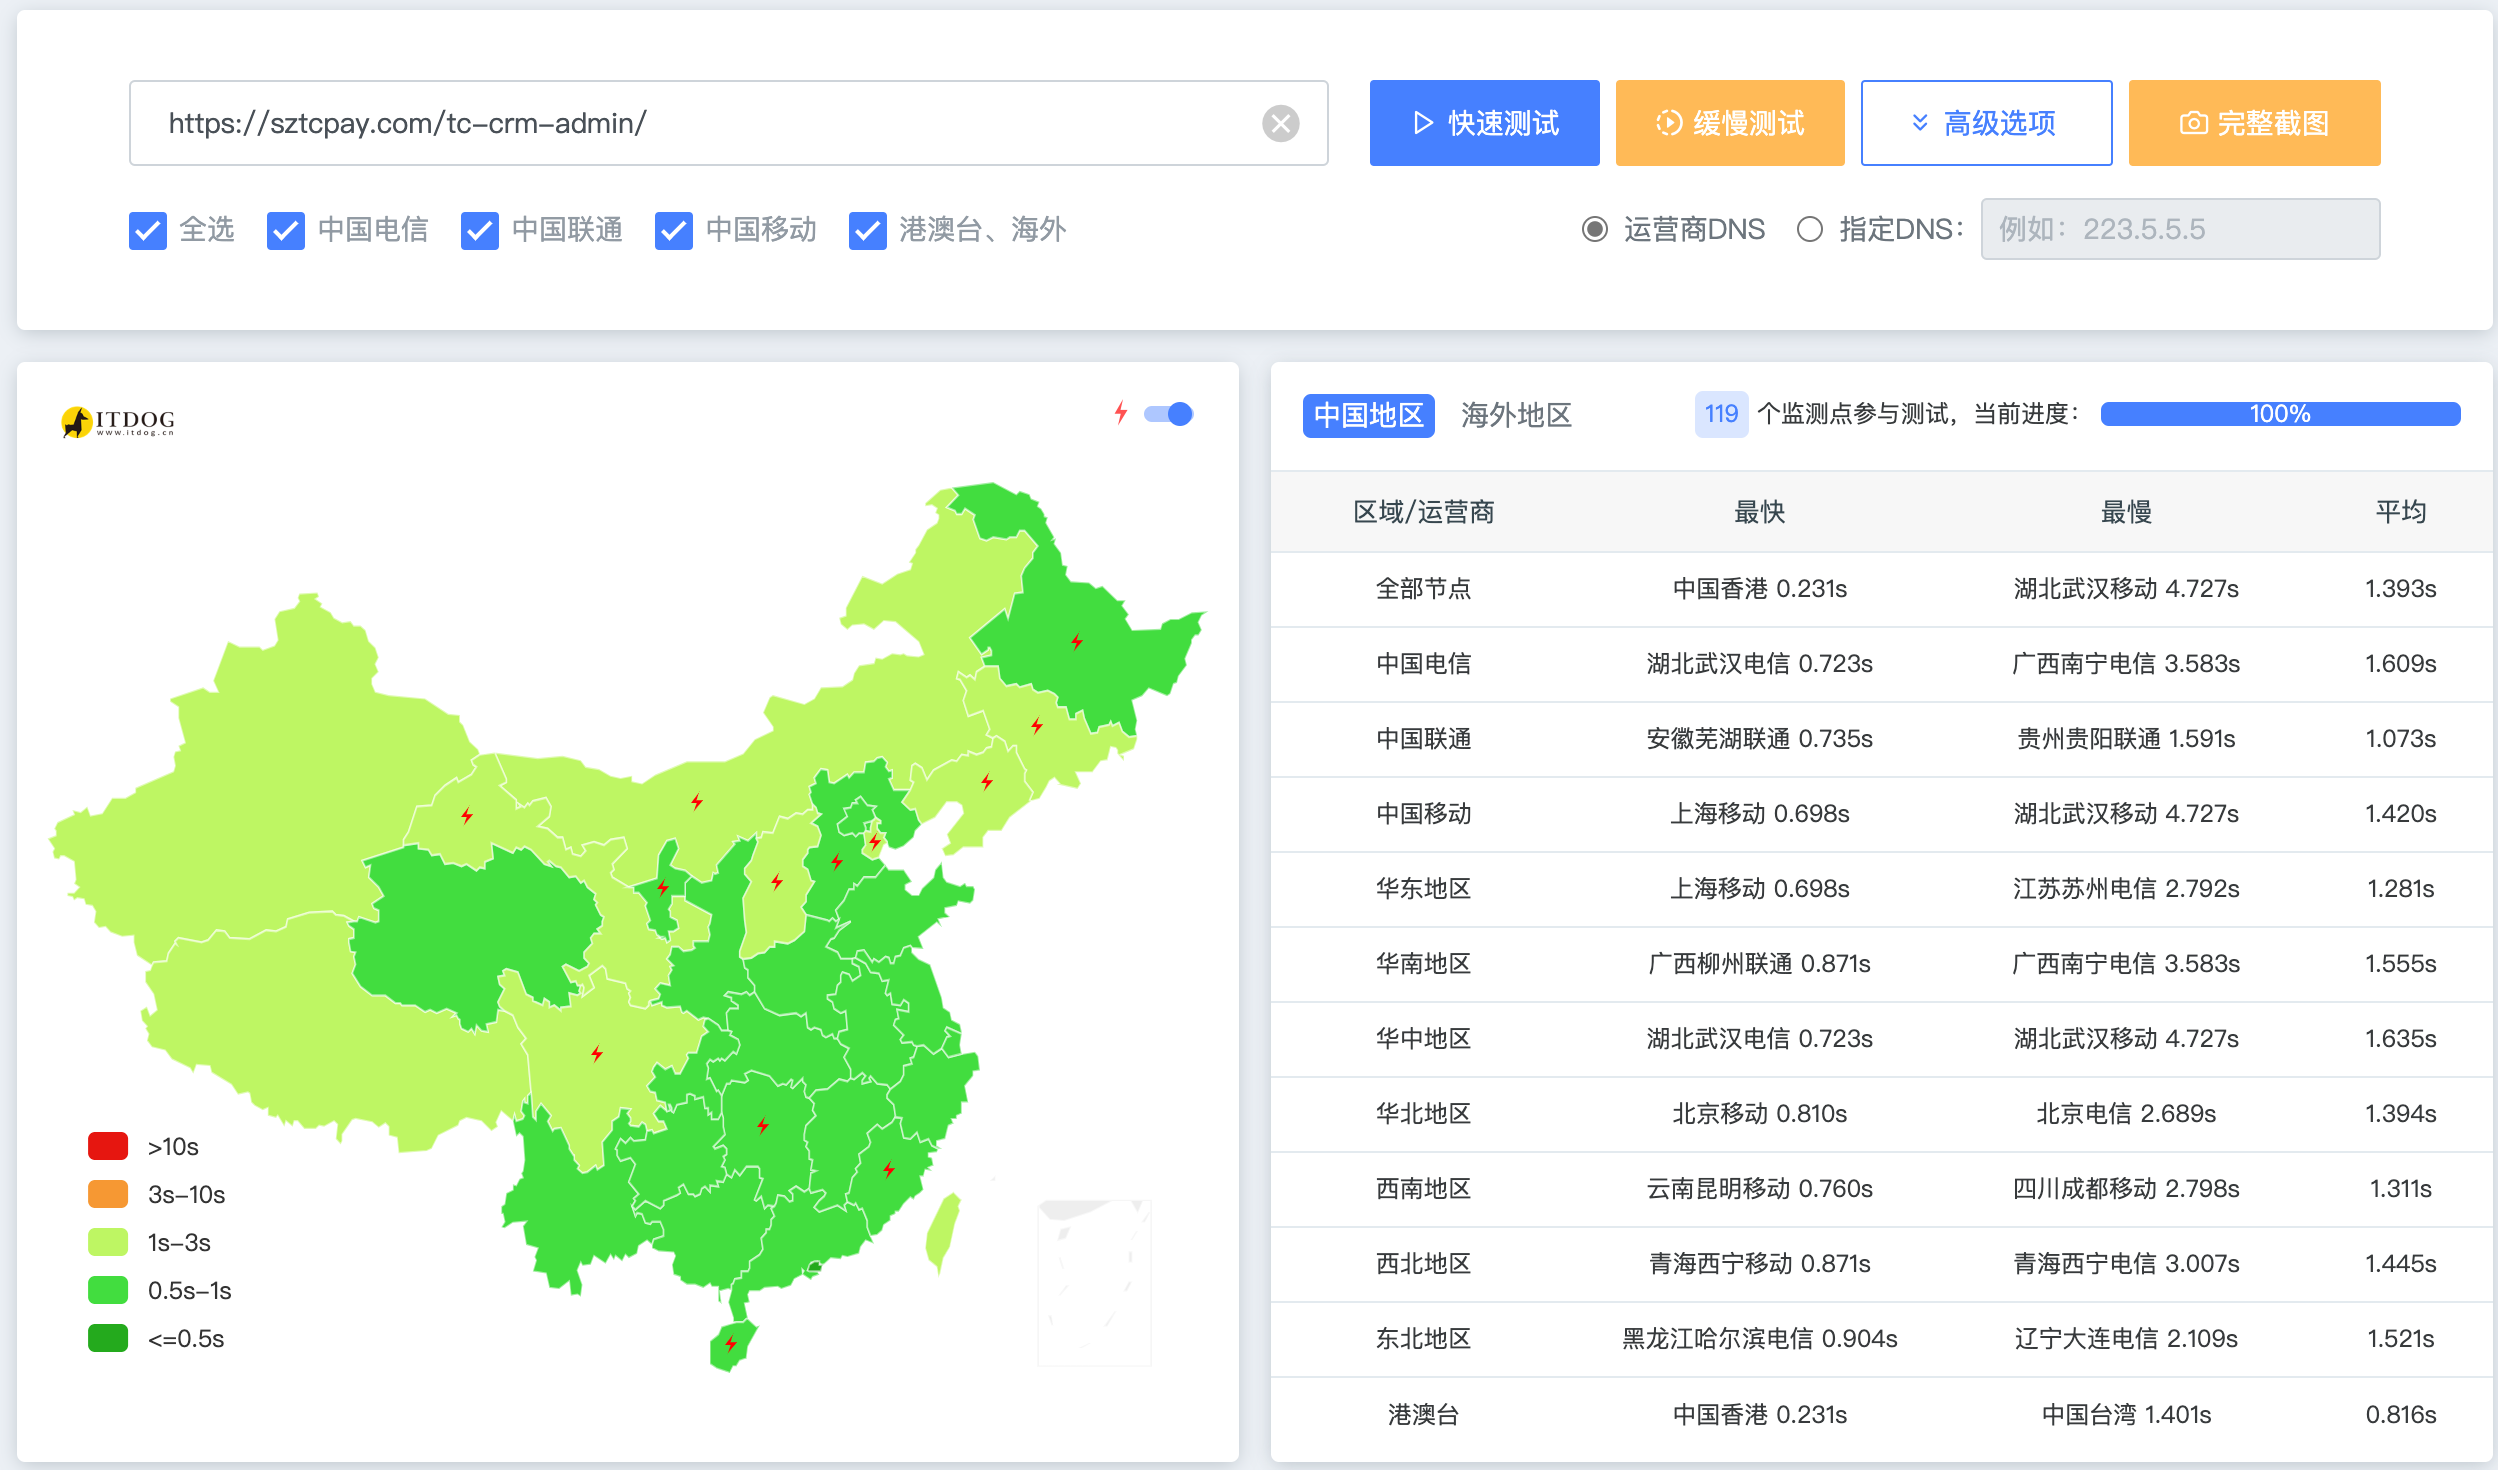 https://sztcpay.com/tc-crm-admin/
快速测试
缓慢测试
高级选项
完整截图
全选 中国电信 中国联通 中国移动 港澳台、海外
运营商DNS 指定DNS： 例如：223.5.5.5
ITDOG
www.itdog.cn
>10s
3s-10s
1s-3s
0.5s-1s
<=0.5s
中国地区 海外地区 119 个监测点参与测试，当前进度： 100%
区域/运营商 最快 最慢 平均
全部节点 中国香港 0.231s 湖北武汉移动 4.727s 1.393s
中国电信 湖北武汉电信 0.723s 广西南宁电信 3.583s 1.609s
中国联通 安徽芜湖联通 0.735s 贵州贵阳联通 1.591s 1.073s
中国移动 上海移动 0.698s 湖北武汉移动 4.727s 1.420s
华东地区 上海移动 0.698s 江苏苏州电信 2.792s 1.281s
华南地区 广西柳州联通 0.871s 广西南宁电信 3.583s 1.555s
华中地区 湖北武汉电信 0.723s 湖北武汉移动 4.727s 1.635s
华北地区 北京移动 0.810s 北京电信 2.689s 1.394s
西南地区 云南昆明移动 0.760s 四川成都移动 2.798s 1.311s
西北地区 青海西宁移动 0.871s 青海西宁电信 3.007s 1.445s
东北地区 黑龙江哈尔滨电信 0.904s 辽宁大连电信 2.109s 1.521s
港澳台 中国香港 0.231s 中国台湾 1.401s 0.816s